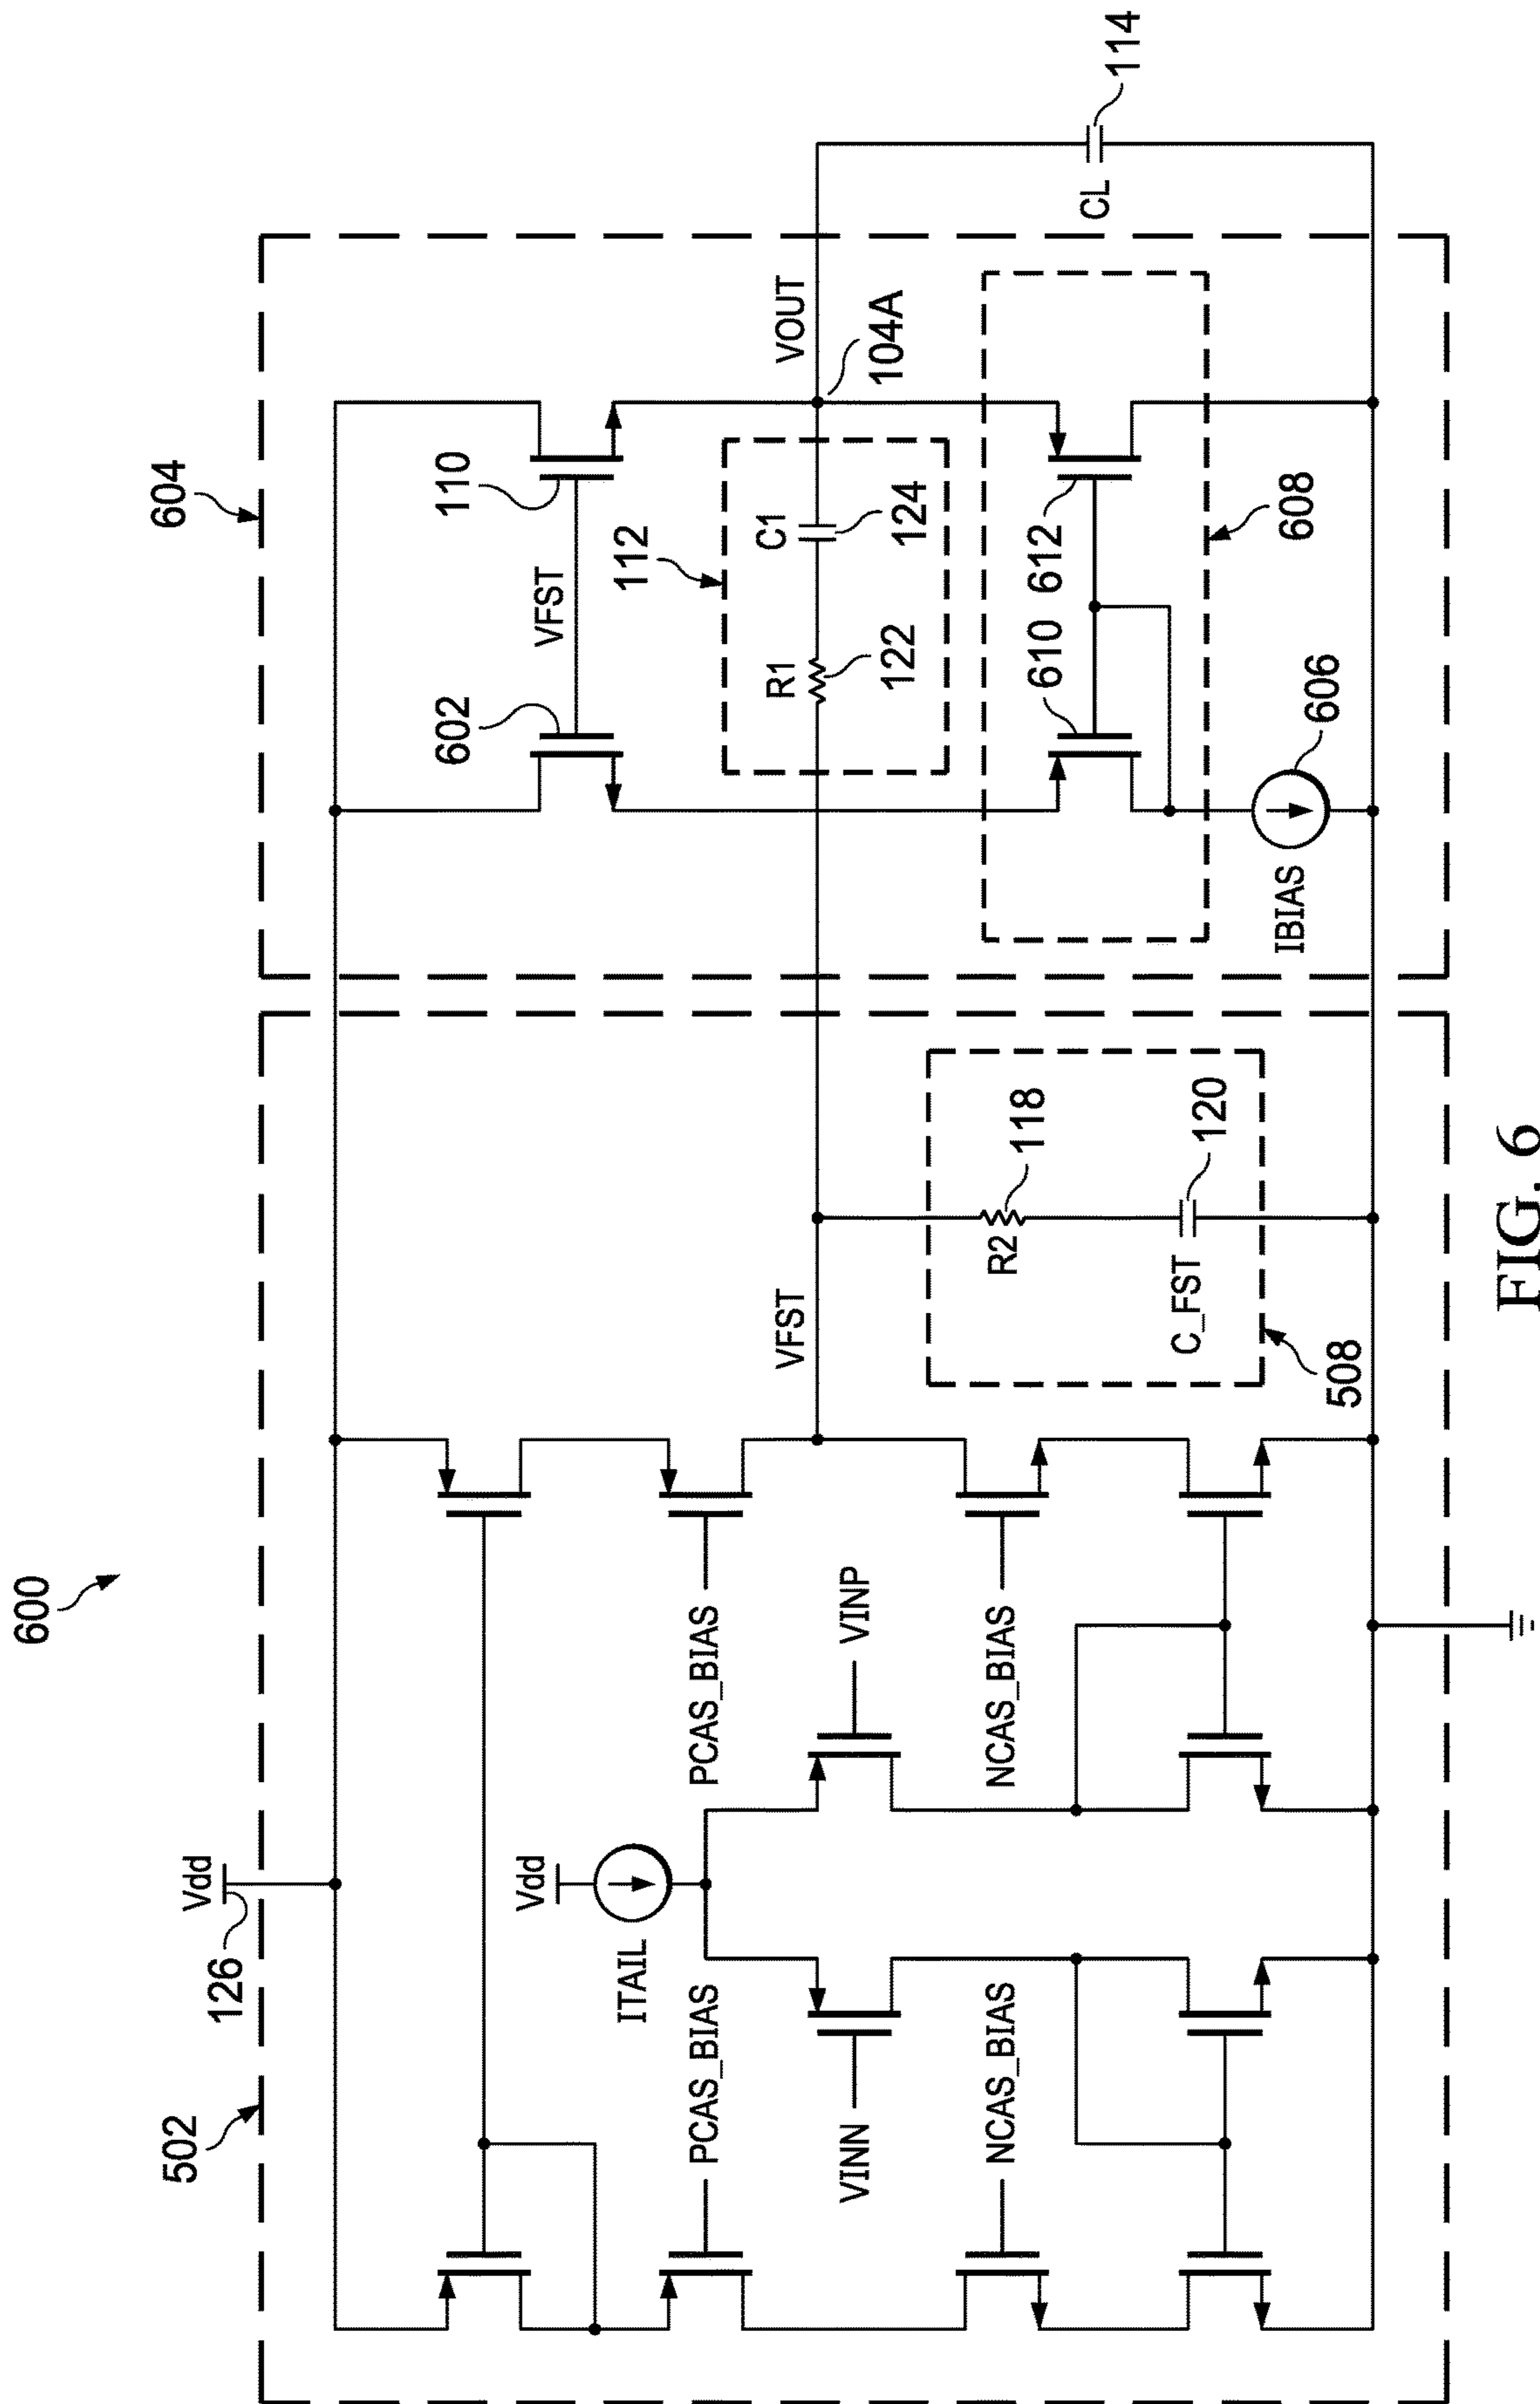 600
502
126
Vdd
604
VFST
602
110
PCAS_BIAS
ITAIL
Vdd
PCAS_BIAS
VINN
VINP
VFST
112
R1
122
C1
124
VOUT
104A
NCAS_BIAS
NCAS_BIAS
R2
118
C_FST
120
508
610
612
608
IBIAS
606
CL
114
FIG. 6